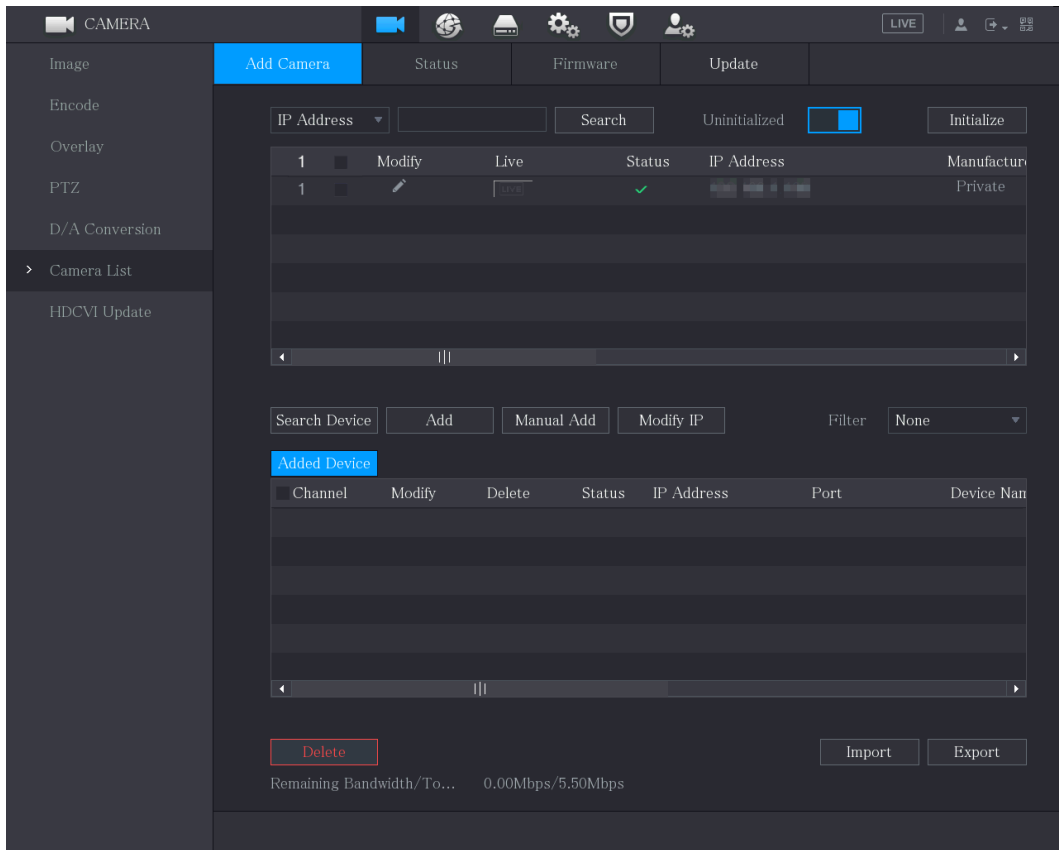 CAMERA LIVE
Image
Encode
Overlay
PTZ
D/A Conversion
Camera List
HDCVI Update
Add Camera Status Firmware Update
IP Address Search Uninitialized Initialize
1 Modify Live Status IP Address Manufacture
1 LIVE Private
Search Device Add Manual Add Modify IP Filter None
Added Device
Channel Modify Delete Status IP Address Port Device Nam
Delete Import Export
Remaining Bandwidth/To... 0.00Mbps/5.50Mbps